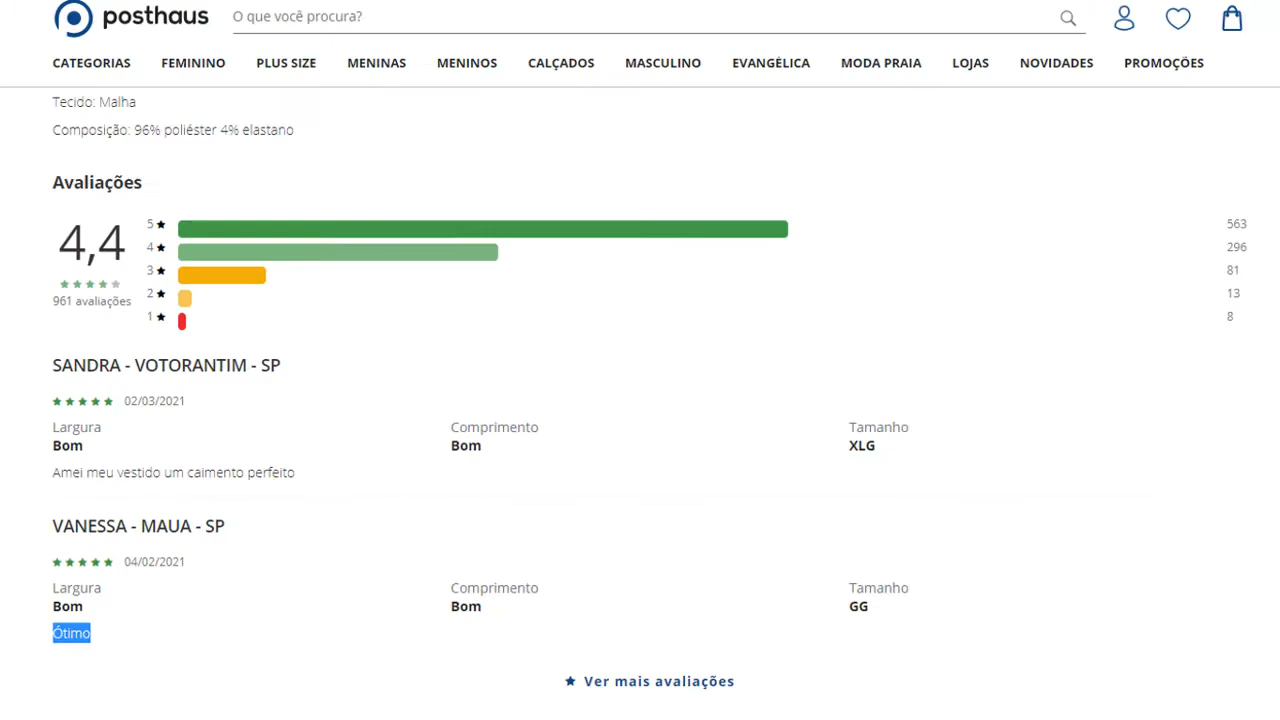 posthaus
O que você procura?
CATEGORIAS FEMININO PLUS SIZE MENINAS MENINOS CALÇADOS MASCULINO EVANGÉLICA MODA PRAIA LOJAS NOVIDADES PROMOÇÕES
Tecido: Malha
Composição: 96% poliéster 4% elastano
Avaliações
4,4
961 avaliações
5 563
4 296
3 81
2 13
1 8
SANDRA - VOTORANTIM - SP
02/03/2021
Largura Comprimento Tamanho
Bom Bom XLG
Amei meu vestido um caimento perfeito
VANESSA - MAUA - SP
04/02/2021
Largura Comprimento Tamanho
Bom Bom GG
Ótimo
Ver mais avaliações